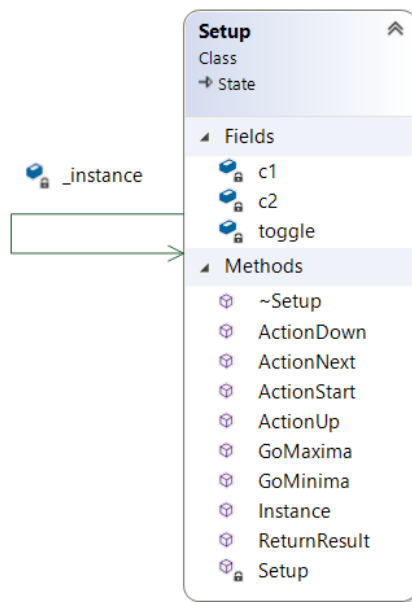 Setup
Class
State
_instance
Fields
c1
c2
toggle
Methods
~Setup
ActionDown
ActionNext
ActionStart
ActionUp
GoMaxima
GoMinima
Instance
ReturnResult
Setup